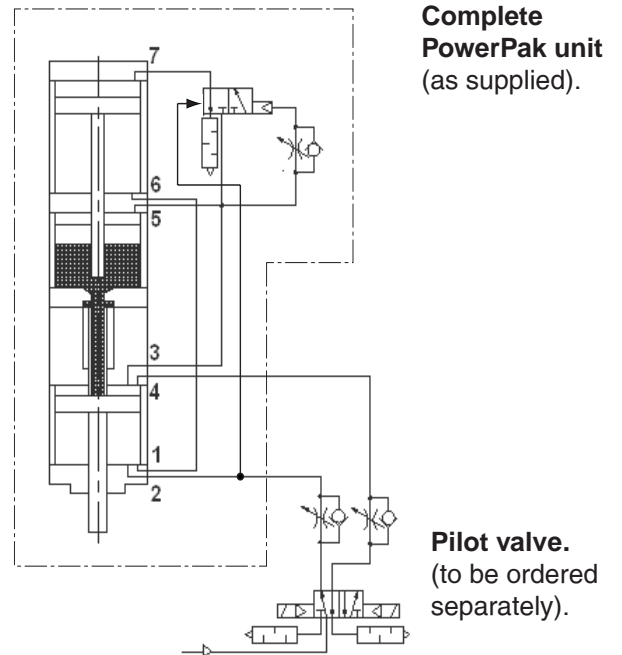 Complete
PowerPak unit
(as supplied).
7
6
5
3
4
1
2
Pilot valve.
(to be ordered
separately).